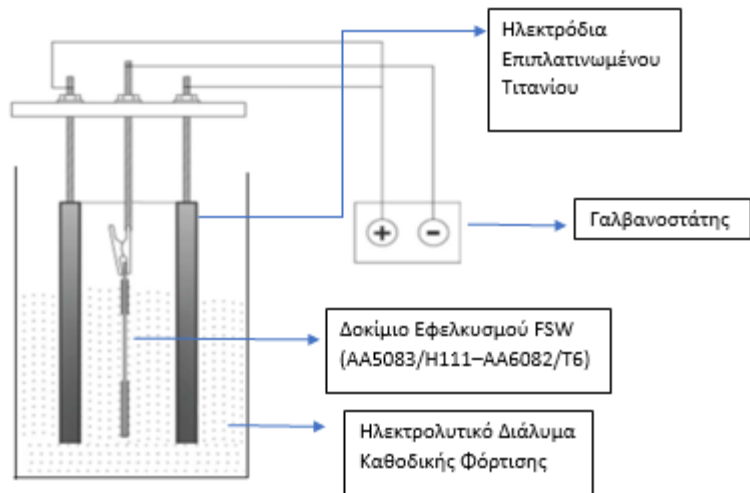 Ηλεκτρόδια
Επιπλατινωμένου
Τιτανίου
+
−
Γαλβανοστάτης
Δοκίμιο Εφελκυσμού FSW
(AA5083/H111–AA6082/T6)
Ηλεκτρολυτικό Διάλυμα
Καθοδικής Φόρτισης